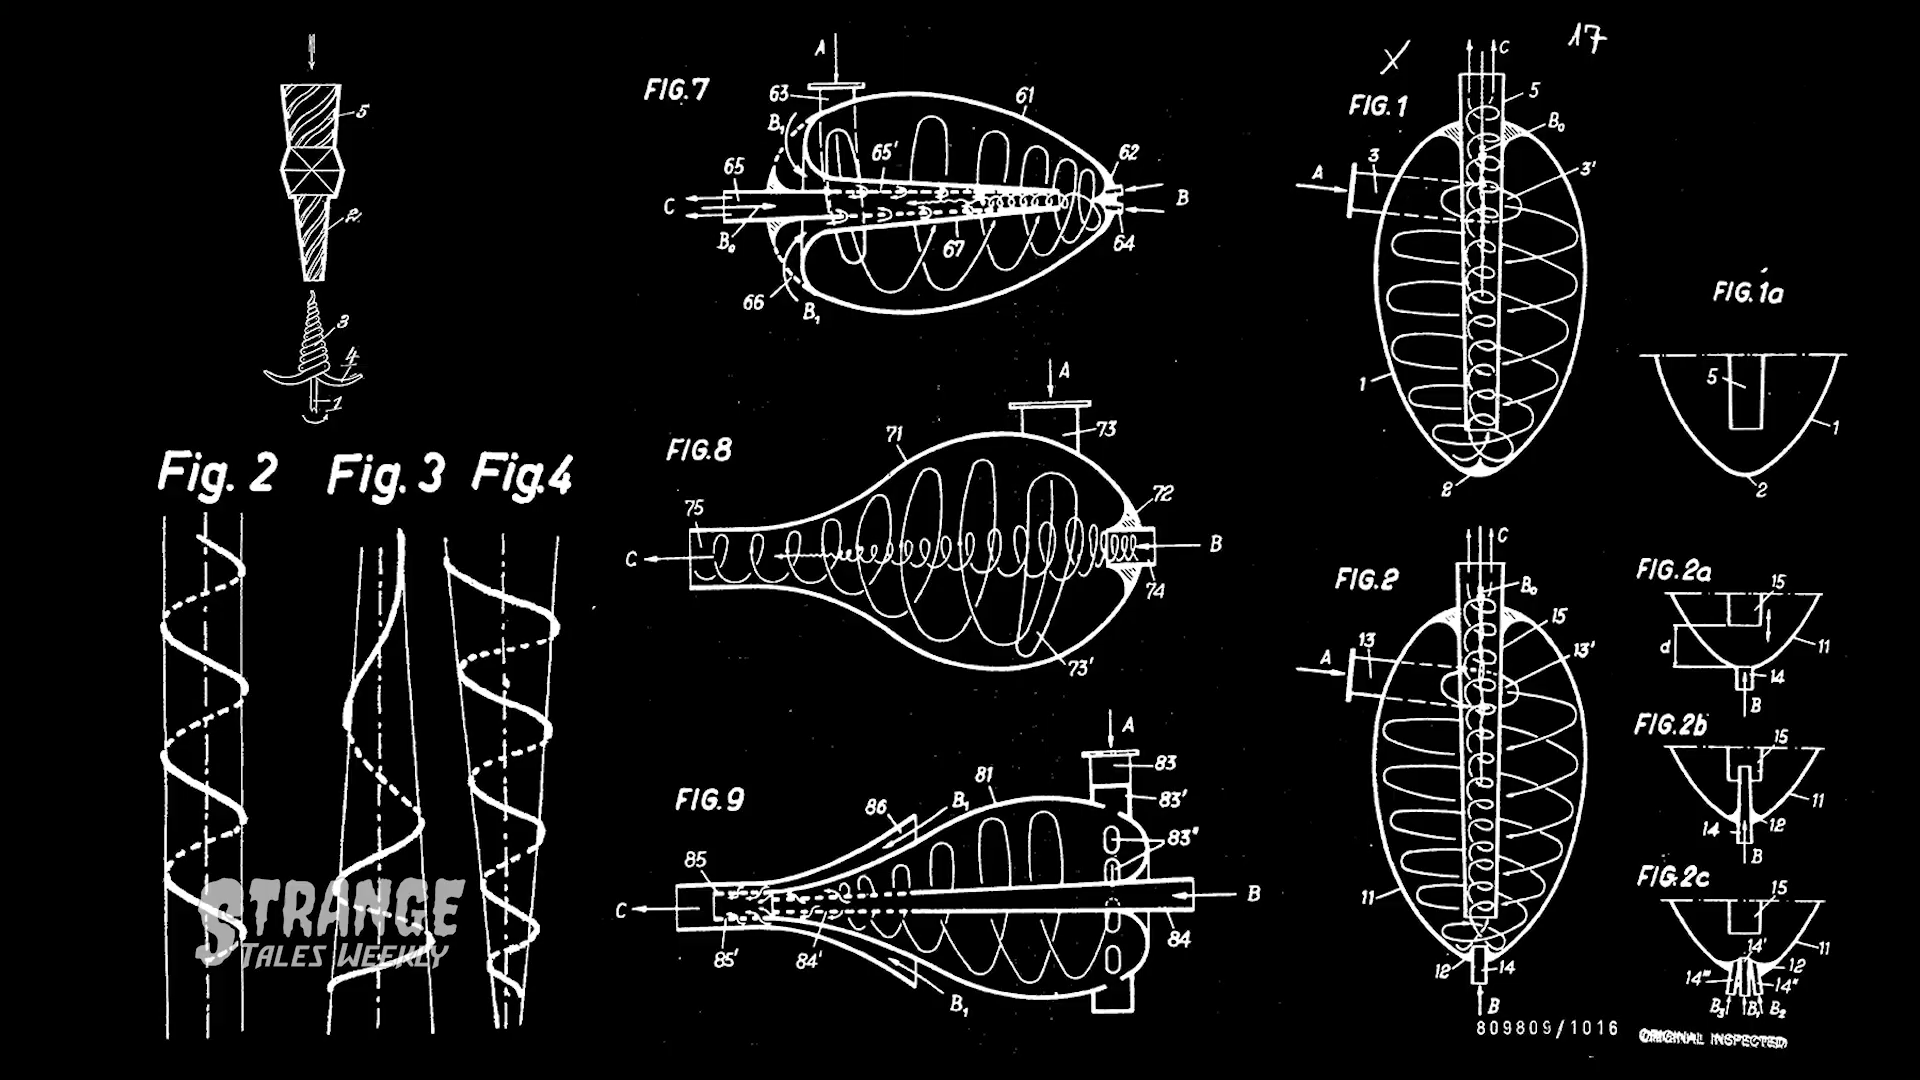 5
2
3
4
1
Fig. 2
Fig. 3
Fig.4
STRANGE
TALES WEEKLY
FIG.7
A
63
61
B₁
65
65'
62
C
B
B₀
67
64
66
B₁
FIG.8
A
71
73
75
72
C
B
74
73'
FIG.9
A
83
81
83'
86
B₁
83"
85
C
B
85'
84'
84
B₁
X
17
C
FIG.1
5
B₀
3
3'
A
1
2
FIG.1a
5
1
2
C
FIG.2
B₀
15
13
13'
A
11
12
14
B
FIG.2a
15
d
11
14
B
FIG.2b
15
11
14
12
B
FIG.2c
15
11
14'
12
14"'
14"
B₃ B₁ B₂
809809/1016
ORIGINAL INSPECTED